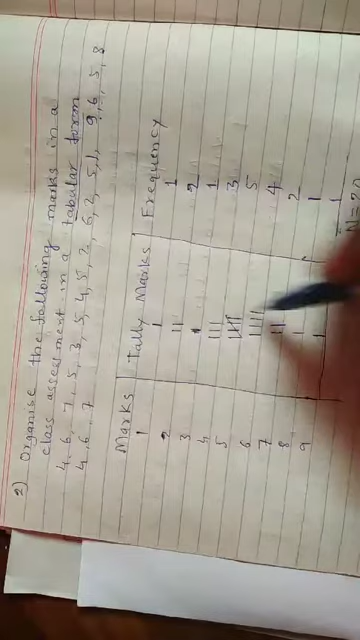 2) Organise the following marks in a
class assessment in a tabular form
4, 6, 7, 5, 3, 5, 4, 5, 2, 6, 2, 5, 1, 9, 6, 5, 8
4, 6, 7
Marks Tally Marks Frequency
1 | 1
2 || 2
3 | 1
4 ||| 3
5 5
6 |||| 4
7 || 2
8 | 1
9 | 1
N = 20